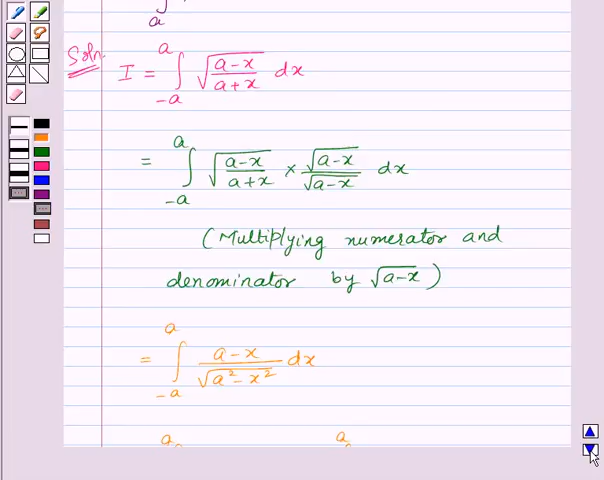 a
Soln. I = ∫_{-a}^{a} √((a-x)/(a+x)) dx
= ∫_{-a}^{a} √((a-x)/(a+x)) × √(a-x)/√(a-x) dx
(Multiplying numerator and
denominator by √(a-x))
= ∫_{-a}^{a} (a-x)/√(a²-x²) dx
a a